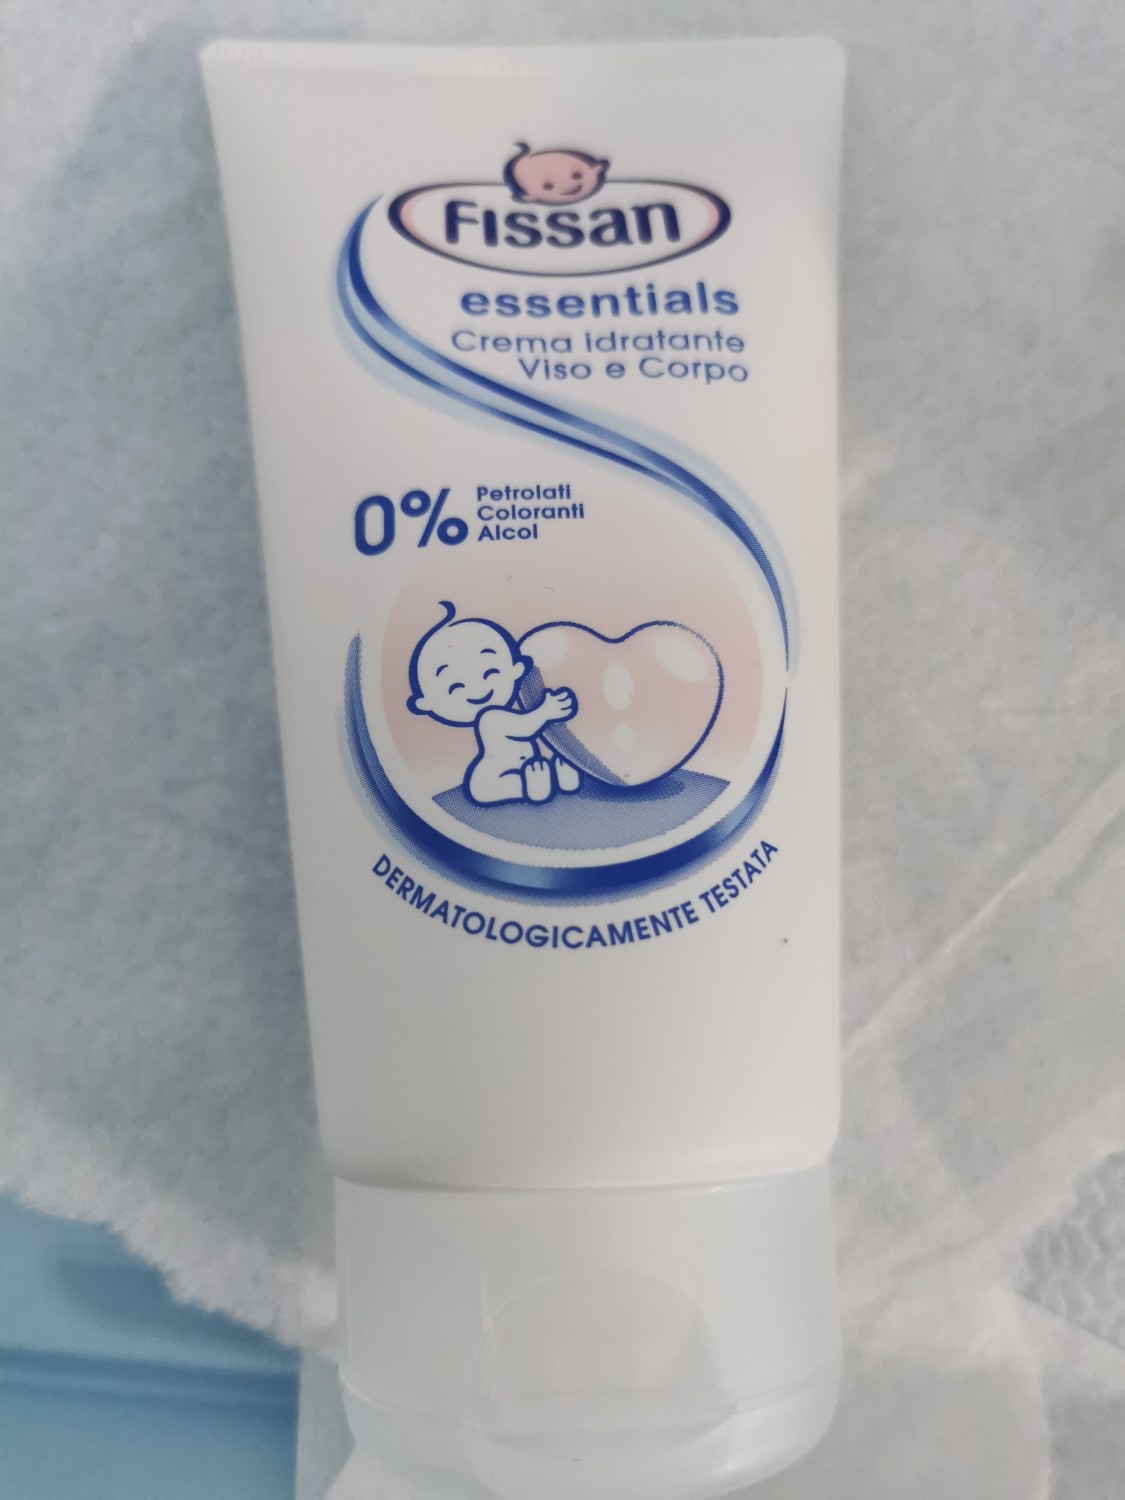 Fissan
essentials
Crema idratante
Viso e Corpo
0% Petrolati
Coloranti
Alcol
DERMATOLOGICAMENTE TESTATA